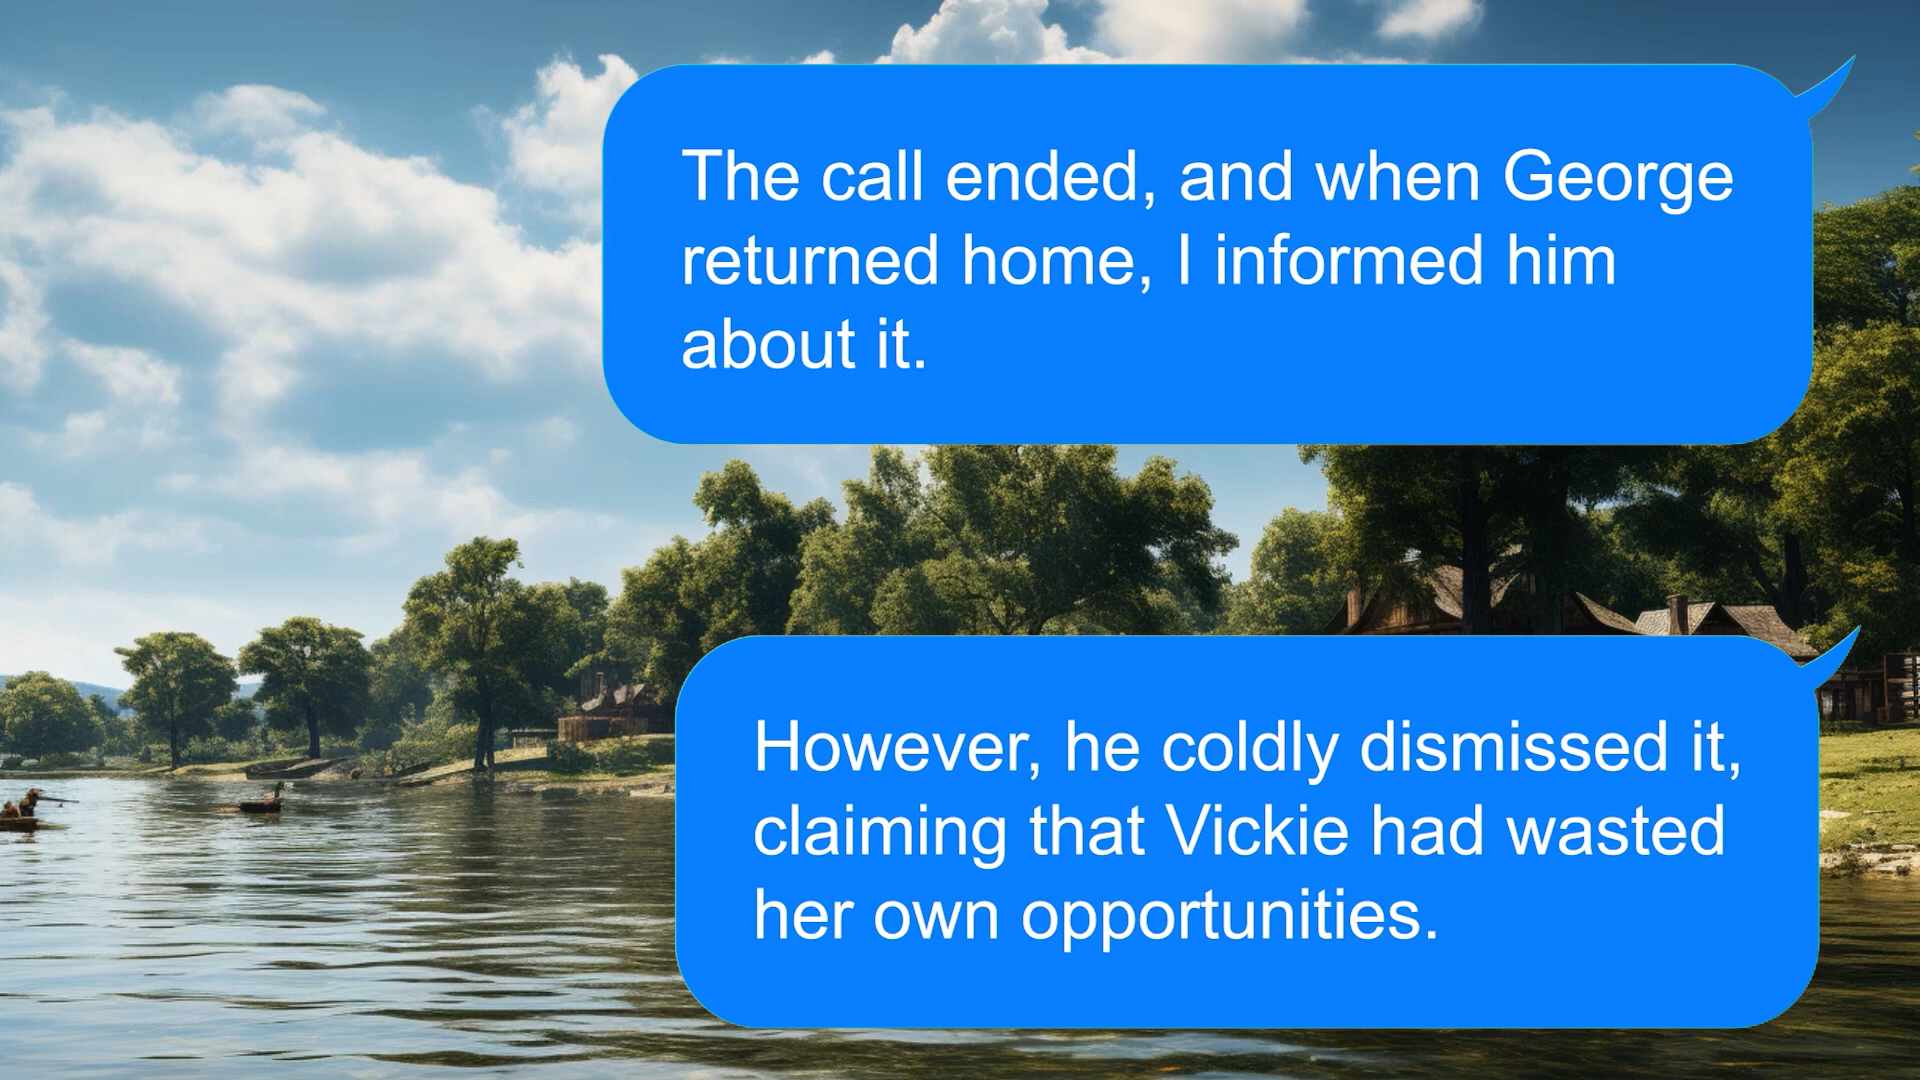 The call ended, and when George
returned home, I informed him
about it.
However, he coldly dismissed it,
claiming that Vickie had wasted
her own opportunities.